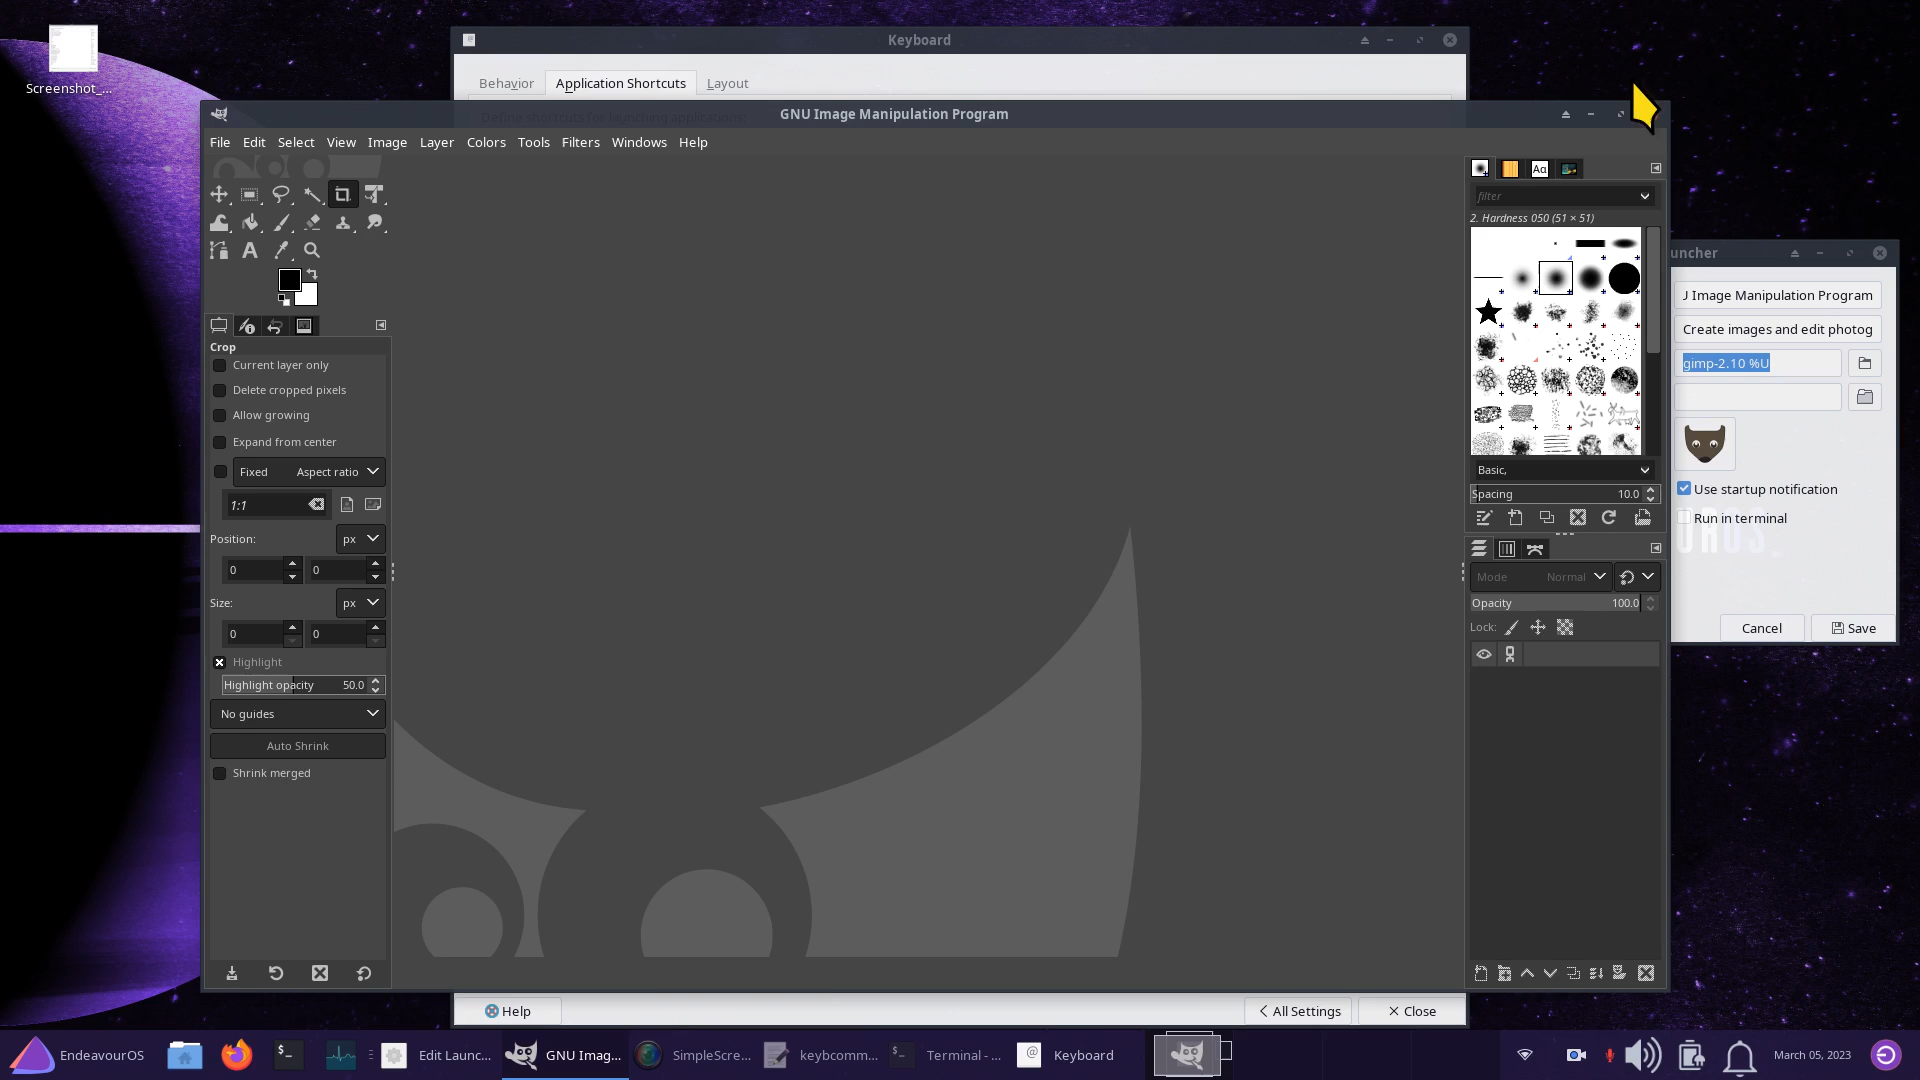 Screenshot_...
Keyboard
Behavior
Application Shortcuts
Layout
GNU Image Manipulation Program
File Edit Select View Image Layer Colors Tools Filters Windows Help
Crop
Current layer only
Delete cropped pixels
Allow growing
Expand from center
Fixed Aspect ratio
1:1
Position: px
0 0
Size: px
0 0
Highlight
Highlight opacity 50.0
No guides
Auto Shrink
Shrink merged
Aα
filter
2. Hardness 050 (51 × 51)
Basic,
Spacing 10.0
Mode Normal
Opacity 100.0
Lock:
uncher
Image Manipulation Program
Create images and edit photog
gimp-2.10 %U
Use startup notification
Run in terminal
UROS
Cancel
Save
Help
All Settings
Close
EndeavourOS
Edit Launc...
GNU Imag...
SimpleScre...
keybcomm...
Terminal - ...
Keyboard
March 05, 2023